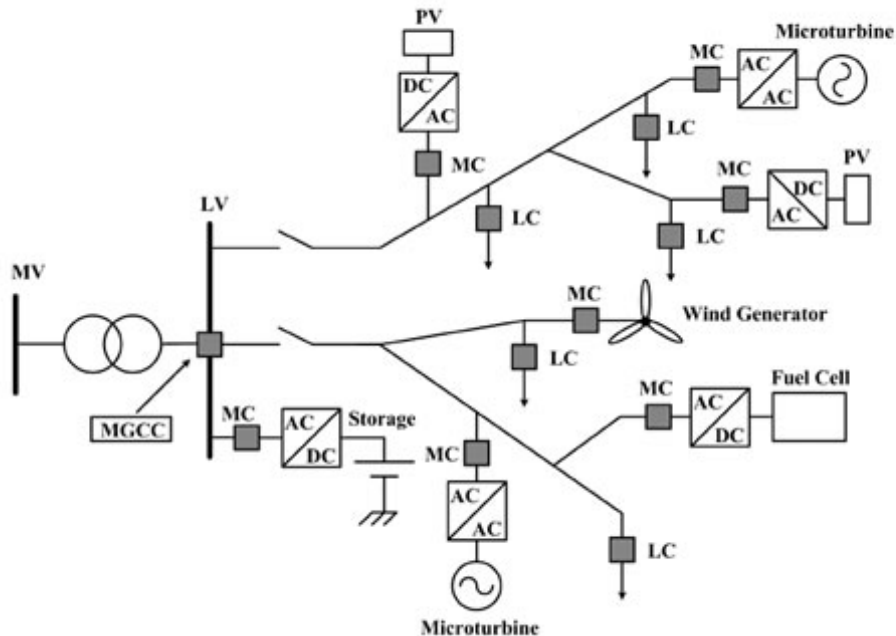 PV
Microturbine
MC
AC
AC
DC
AC
MC
LC
PV
MC
DC
AC
LC
LC
LV
MV
MC
Wind Generator
LC
MGCC
MC
AC
DC
Storage
MC
AC
DC
Fuel Cell
MC
AC
AC
LC
Microturbine